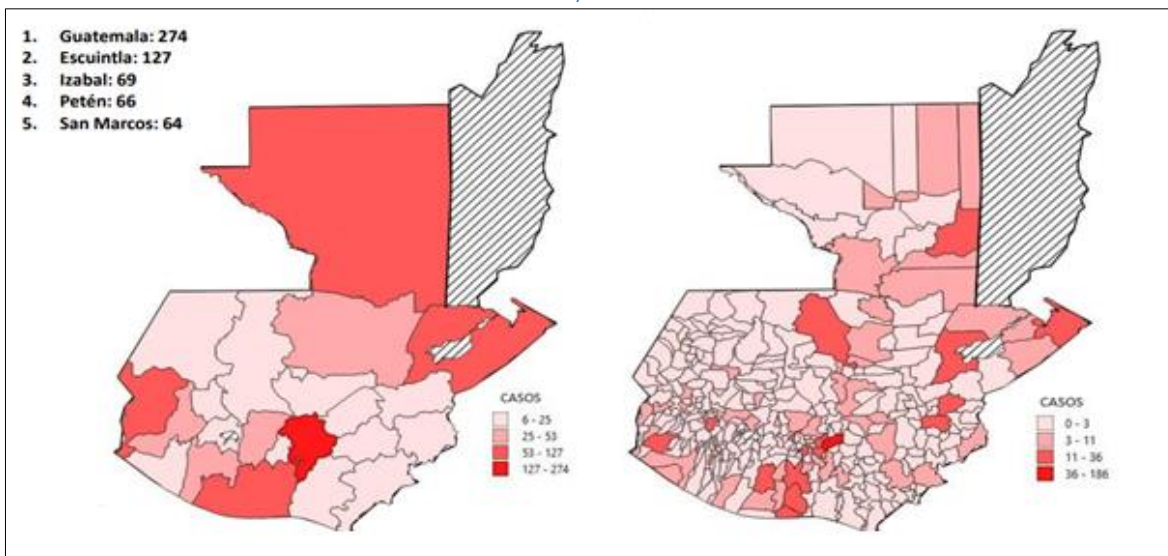 1. Guatemala: 274
2. Escuintla: 127
3. Izabal: 69
4. Petén: 66
5. San Marcos: 64
CASOS
6 - 25
25 - 53
53 - 127
127 - 274
CASOS
0 - 3
3 - 11
11 - 36
36 - 186